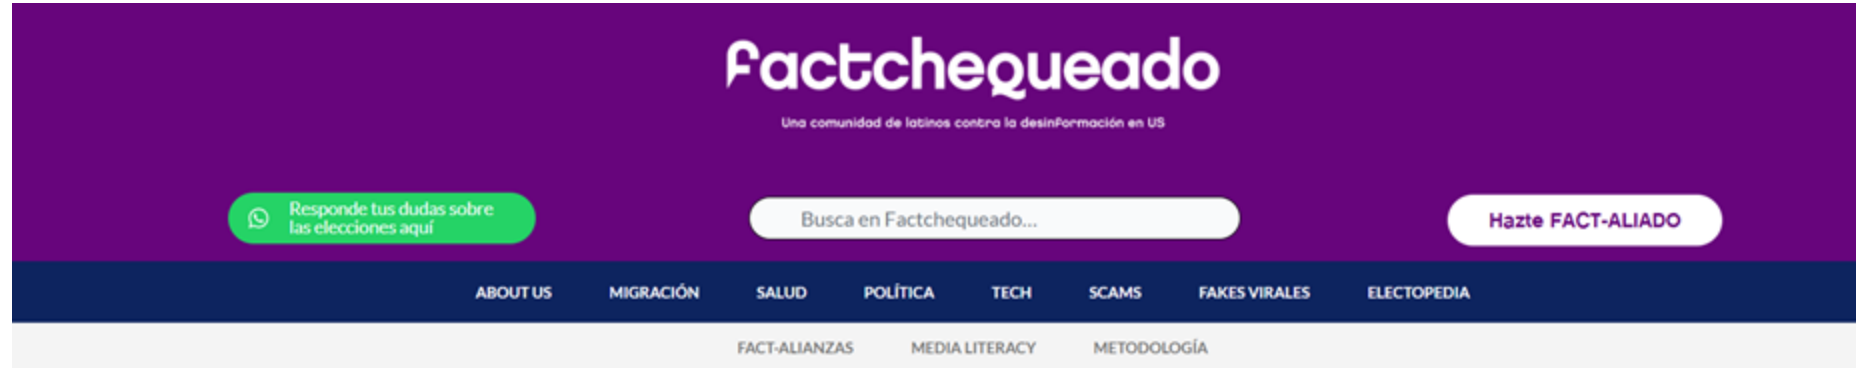 Factchequeado
Una comunidad de latinos contra la desinformación en US
Responde tus dudas sobre
las elecciones aquí
Busca en Factchequeado...
Hazte FACT-ALIADO
ABOUT US MIGRACIÓN SALUD POLÍTICA TECH SCAMS FAKES VIRALES ELECTOPEDIA
FACT-ALIANZAS MEDIA LITERACY METODOLOGÍA